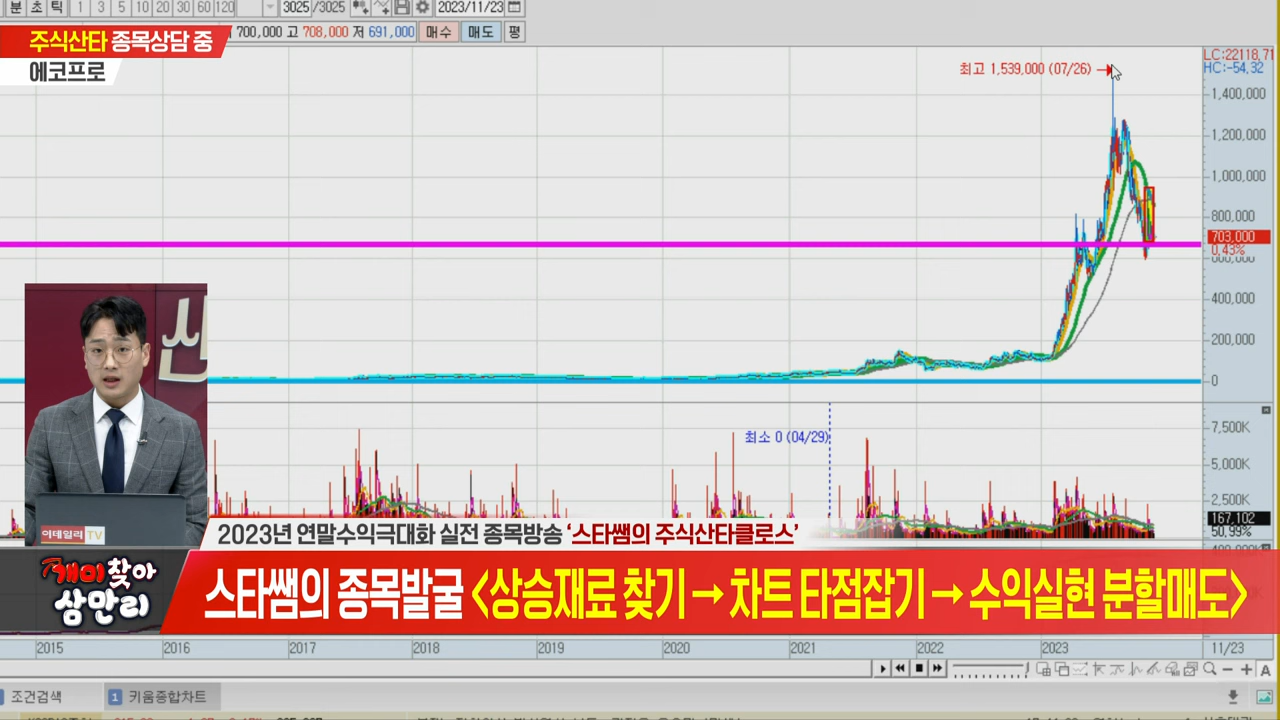 분 초 틱 1 3 5 10 20 30 60 120 3025 /3025 2023/11/23
700,000 고 708,000 저 691,000 매수 매도 평
주식산타 종목상담 중
에코프로
최고 1,539,000 (07/26)
LC:22118,71
HC:-54,32
1,400,000
1,200,000
1,000,000
800,000
703,000
0,43%
600,000
400,000
200,000
0
최소 0 (04/29)
7,500K
5,000K
2,500K
167,102
50,99%
이데일리 TV
2023년 연말수익극대화 실전 종목방송 ‘스타쌤의 주식산타클로스’
개미찾아
삼만리
스타쌤의 종목발굴 <상승재료 찾기 → 차트 타점잡기 → 수익실현 분할매도>
2015 2016 2017 2018 2019 2020 2021 2022 2023 11/23
조건검색 1 키움종합차트